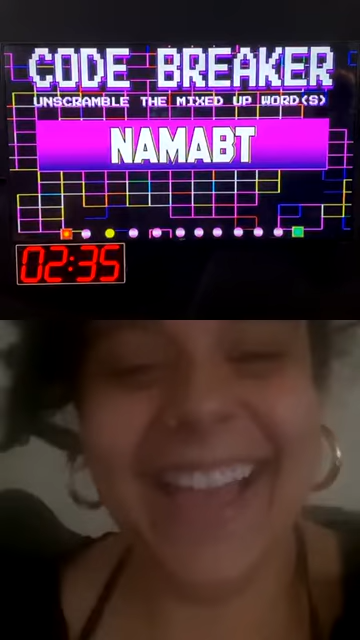 CODE BREAKER
UNSCRAMBLE THE MIXED UP WORD(S)
NAMABT
02:35